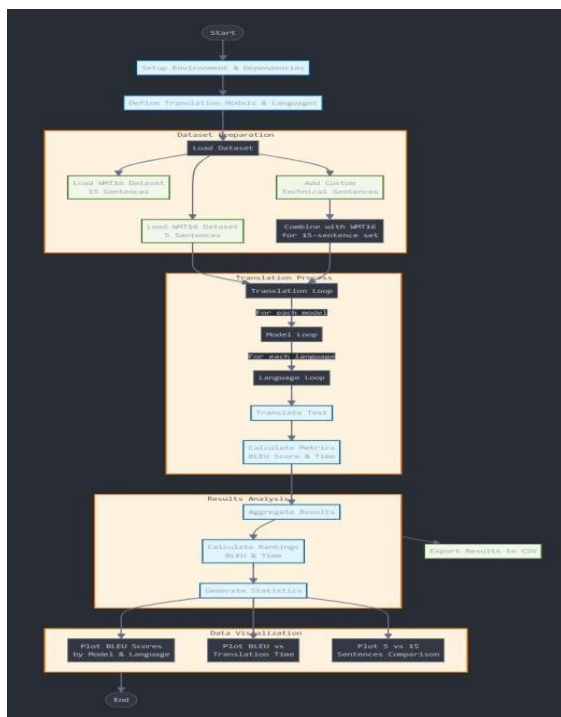 Start
Setup Environment & Dependencies
Define Translation Models & Languages
Dataset Preparation
Load Dataset
Load WMT16 Dataset
15 Sentences
Add Custom
Technical Sentences
Load WMT16 Dataset
5 Sentences
Combine with WMT16
for 15-sentence set
Translation Process
Translation Loop
For each model
Model Loop
For each language
Language Loop
Translate Text
Calculate Metrics
BLEU Score & Time
Results Analysis
Aggregate Results
Calculate Rankings
BLEU & Time
Export Results to CSV
Generate Statistics
Data Visualization
Plot BLEU Scores
by Model & Language
Plot BLEU vs
Translation Time
Plot 5 vs 15
Sentences Comparison
End